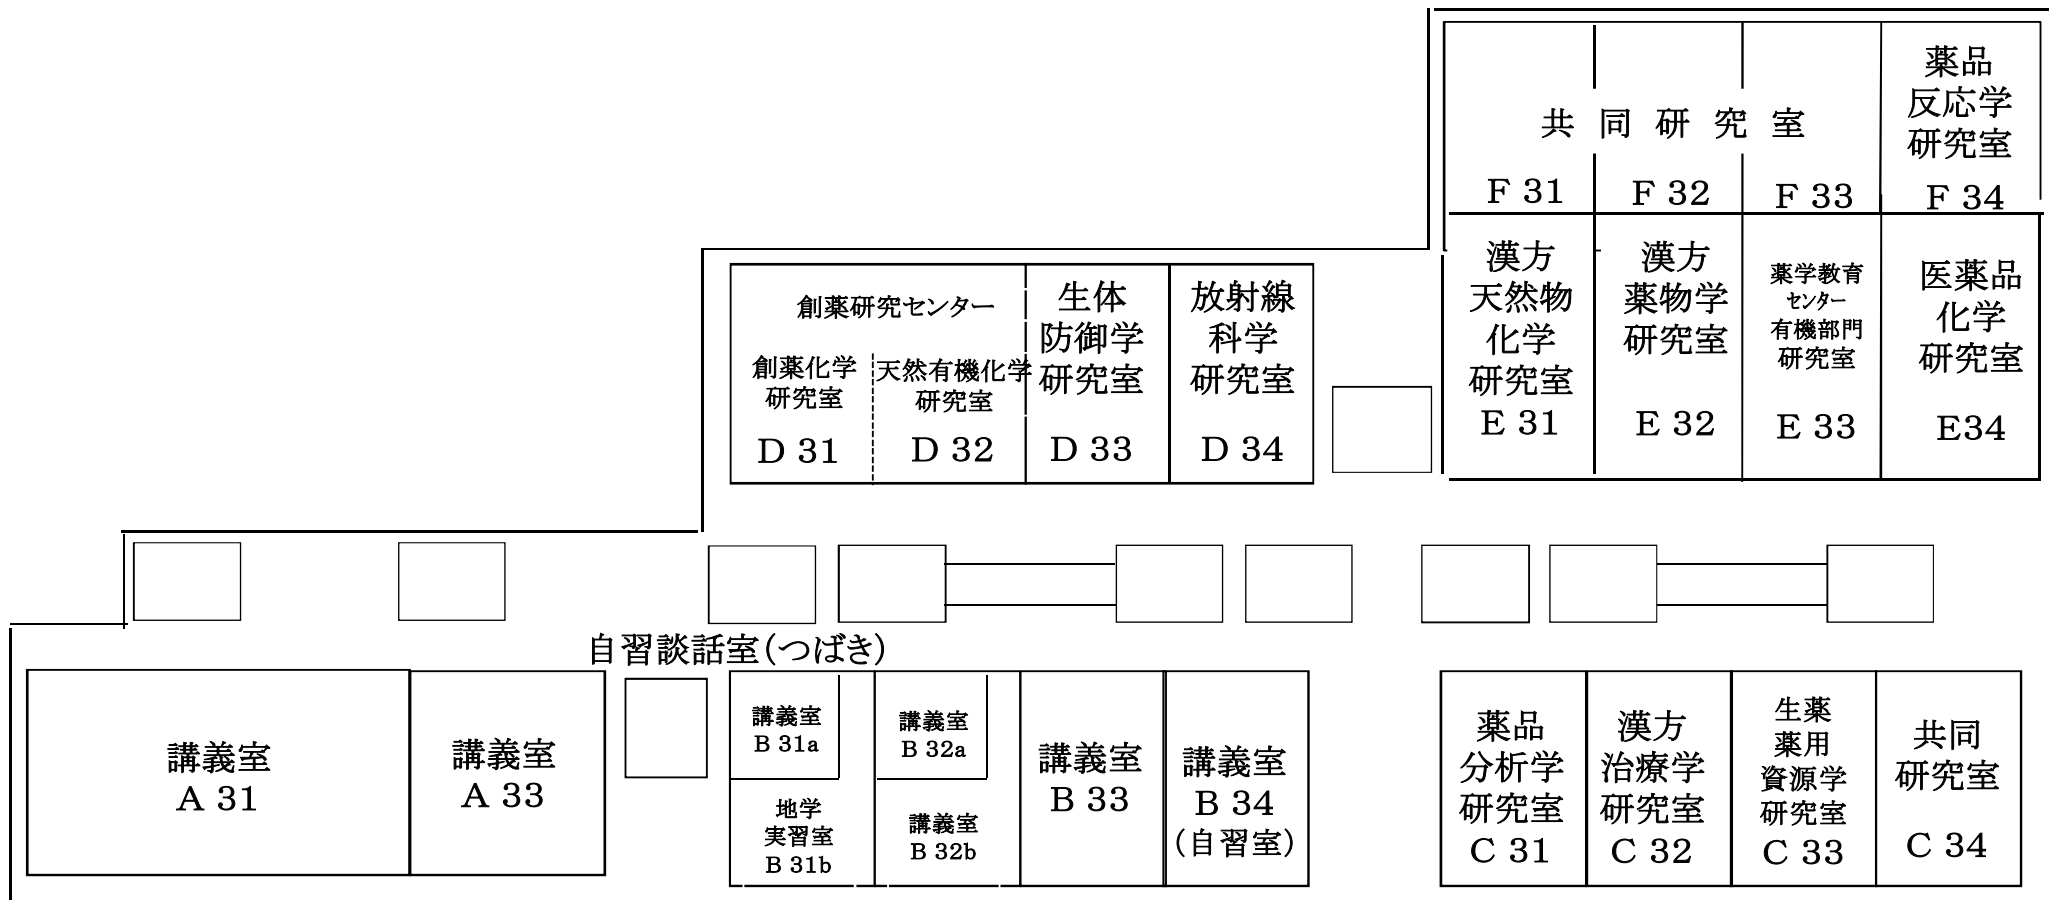 共同研究室
F 31
F 32
F 33
薬品
反応学
研究室
F 34
創薬研究センター
創薬化学
研究室
D 31
天然有機化学
研究室
D 32
生体
防御学
研究室
D 33
放射線
科学
研究室
D 34
漢方
天然物
化学
研究室
E 31
漢方
薬物学
研究室
E 32
薬学教育
センター
有機部門
研究室
E 33
医薬品
化学
研究室
E34
自習談話室(つばき)
講義室
A 31
講義室
A 33
講義室
B 31a
地学
実習室
B 31b
講義室
B 32a
講義室
B 32b
講義室
B 33
講義室
B 34
(自習室)
薬品
分析学
研究室
C 31
漢方
治療学
研究室
C 32
生薬
薬用
資源学
研究室
C 33
共同
研究室
C 34